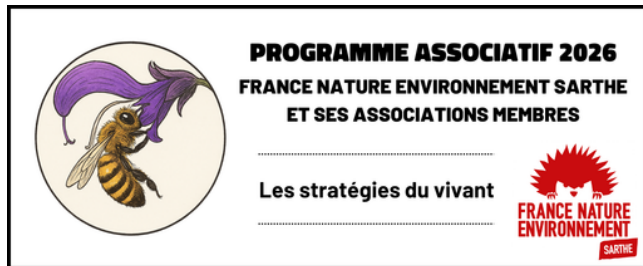 PROGRAMME ASSOCIATIF 2026
FRANCE NATURE ENVIRONNEMENT SARTHE
ET SES ASSOCIATIONS MEMBRES
Les stratégies du vivant
FRANCE NATURE
ENVIRONNEMENT
SARTHE